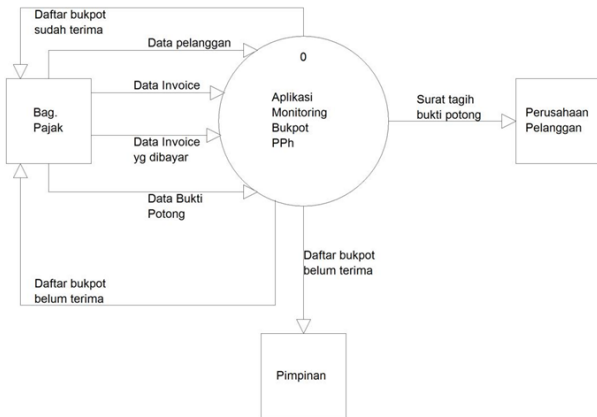 Daftar bukpot
sudah terima
Data pelanggan
0
Data Invoice
Bag.
Pajak
Aplikasi
Monitoring
Bukpot
PPh
Surat tagih
bukti potong
Perusahaan
Pelanggan
Data Invoice
yg dibayar
Data Bukti
Potong
Daftar bukpot
belum terima
Daftar bukpot
belum terima
Pimpinan